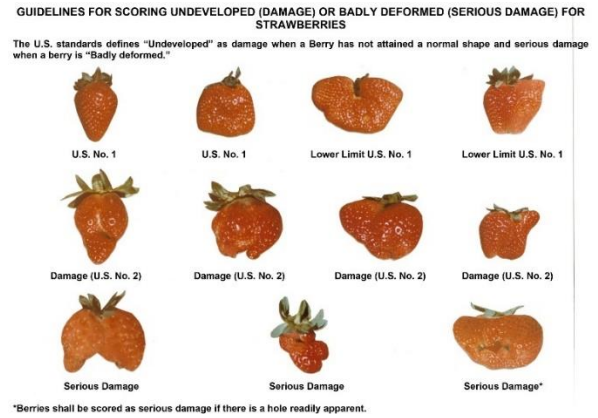 GUIDELINES FOR SCORING UNDEVELOPED (DAMAGE) OR BADLY DEFORMED (SERIOUS DAMAGE) FOR
STRAWBERRIES
The U.S. standards defines “Undeveloped” as damage when a Berry has not attained a normal shape and serious damage
when a berry is “Badly deformed.”
U.S. No. 1 U.S. No. 1 Lower Limit U.S. No. 1 Lower Limit U.S. No. 1
Damage (U.S. No. 2) Damage (U.S. No. 2) Damage (U.S. No. 2) Damage (U.S. No. 2)
Serious Damage Serious Damage Serious Damage*
*Berries shall be scored as serious damage if there is a hole readily apparent.